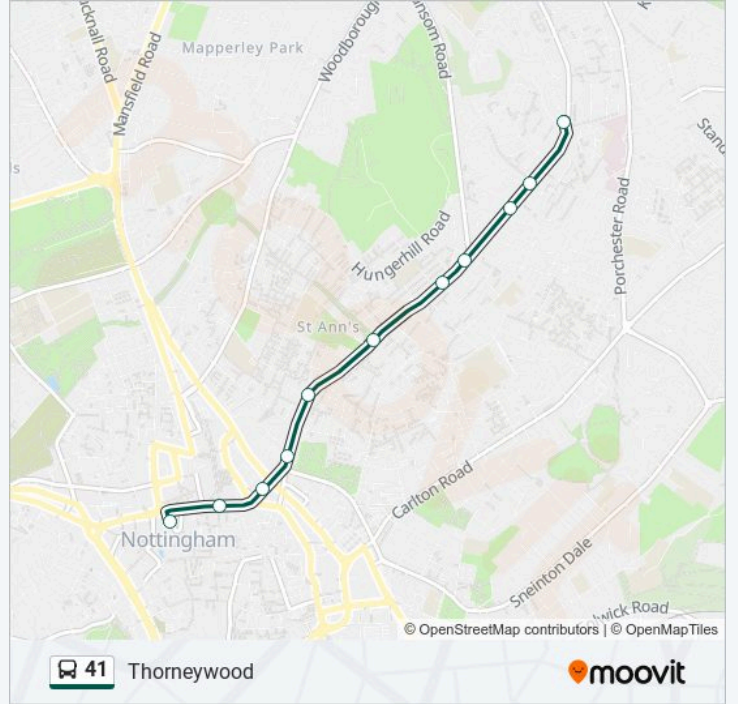 Mapperley Park
Mansfield Road
Porchester Road
Hungerhill Road
St Ann's
Carlton Road
Nottingham
Sneinton Dale
© OpenStreetMap contributors | © OpenMapTiles
41 Thorneywood
moovit